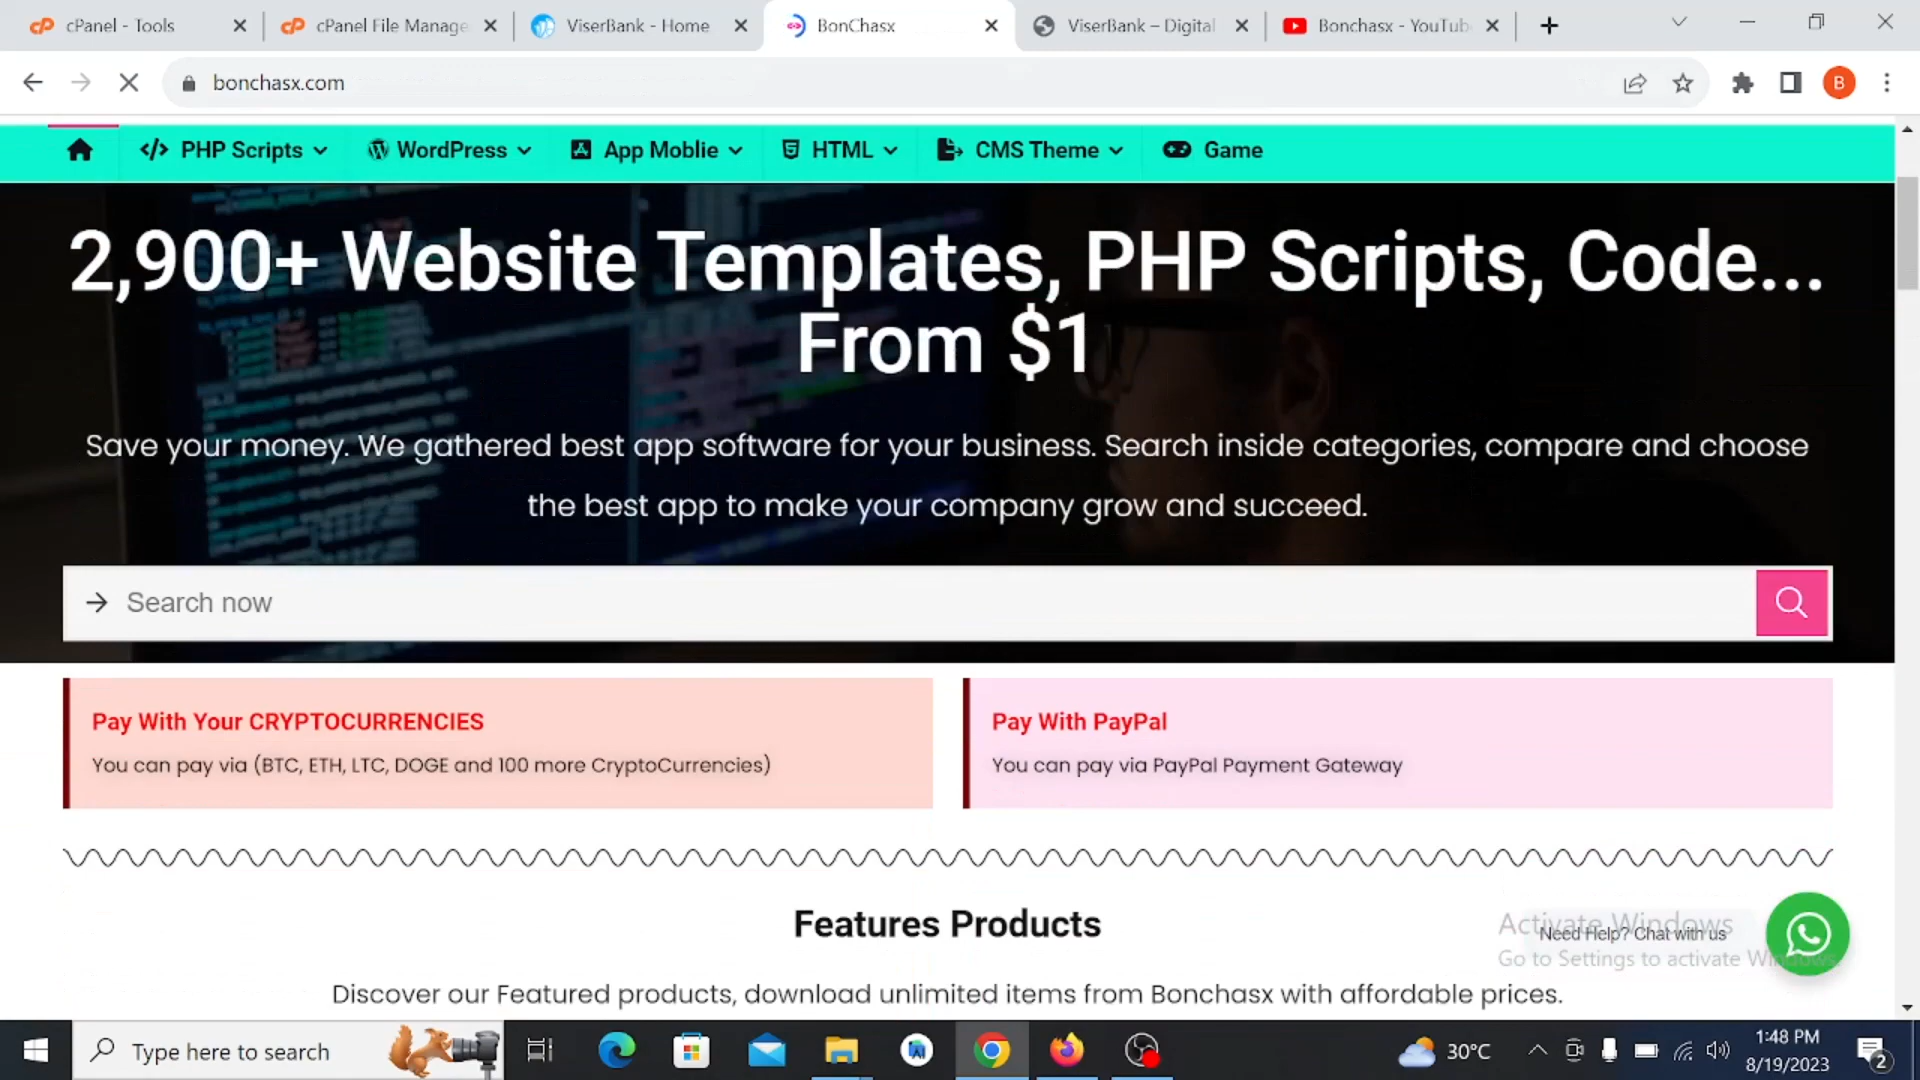 cPanel - Tools
cPanel File Manage
ViserBank - Home
BonChasx
ViserBank – Digital
Bonchasx - YouTub
bonchasx.com
B
PHP Scripts
WordPress
App Moblie
HTML
CMS Theme
Game
2,900+ Website Templates, PHP Scripts, Code...
From $1
Save your money. We gathered best app software for your business. Search inside categories, compare and choose
the best app to make your company grow and succeed.
Search now
Pay With Your CRYPTOCURRENCIES
You can pay via (BTC, ETH, LTC, DOGE and 100 more CryptoCurrencies)
Pay With PayPal
You can pay via PayPal Payment Gateway
Features Products
Activate Windows
Need Help? Chat with us
Go to Settings to activate Windows.
Discover our Featured products, download unlimited items from Bonchasx with affordable prices.
Type here to search
30°C
1:48 PM
8/19/2023
2